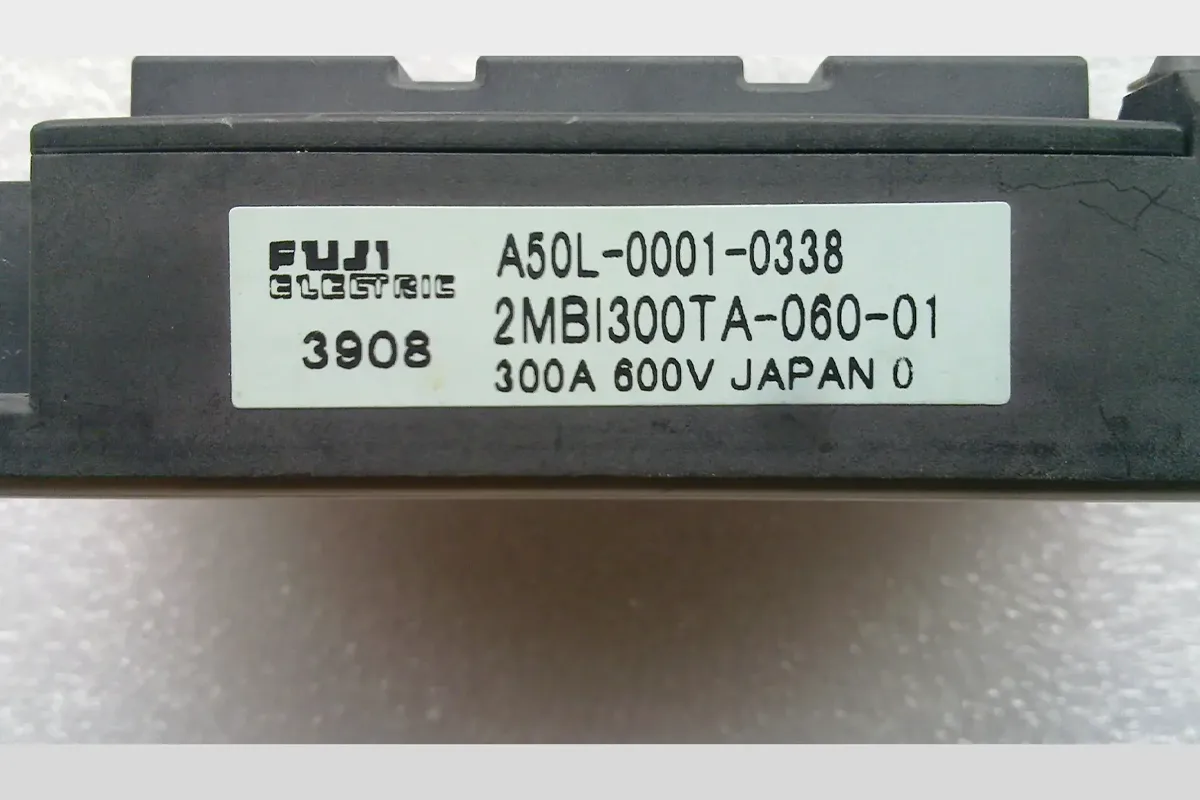 FUJI
ELECTRIC
3908
A50L-0001-0338
2MBI300TA-060-01
300A 600V JAPAN 0